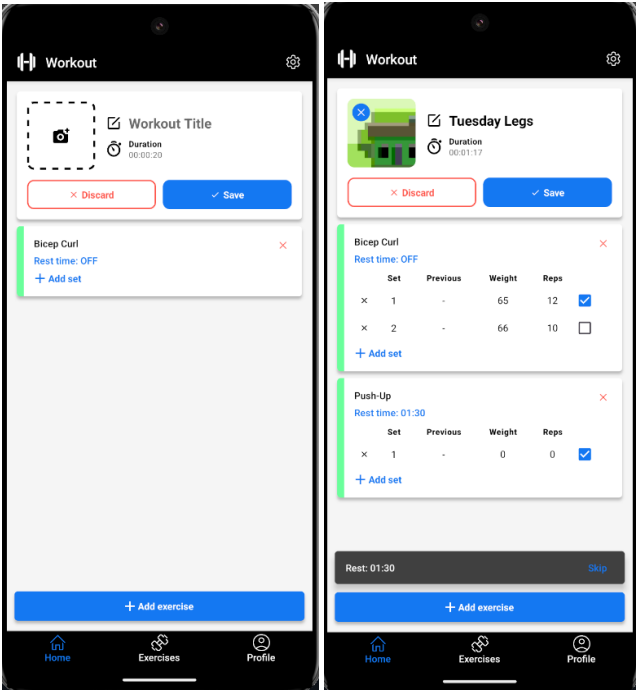 Workout
Workout Title
Duration
00:00:20
Discard
Save
Bicep Curl
Rest time: OFF
+ Add set
+ Add exercise
Home
Exercises
Profile
Workout
Tuesday Legs
Duration
00:01:17
Discard
Save
Bicep Curl
Rest time: OFF
Set Previous Weight Reps
× 1 - 65 12
× 2 - 66 10
+ Add set
Push-Up
Rest time: 01:30
Set Previous Weight Reps
× 1 - 0 0
+ Add set
Rest: 01:30 Skip
+ Add exercise
Home
Exercises
Profile